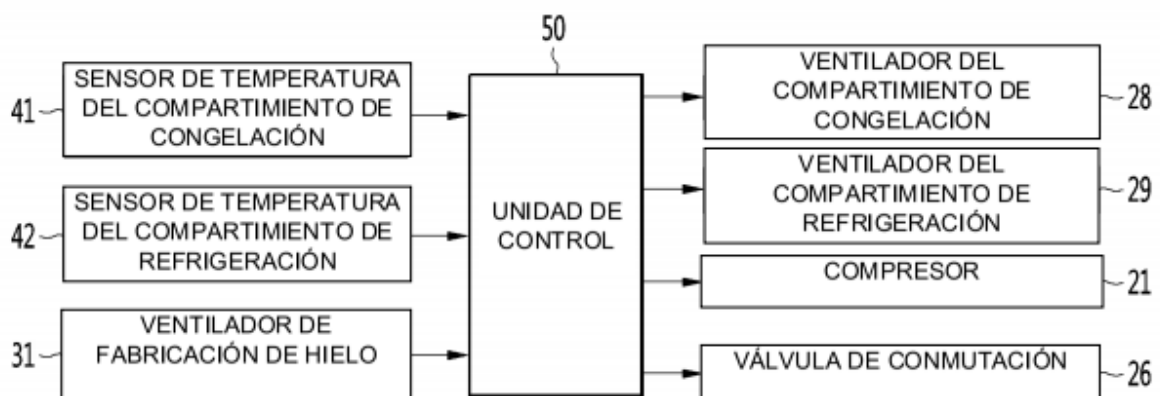 50
41
SENSOR DE TEMPERATURA
DEL COMPARTIMIENTO DE
CONGELACIÓN
42
SENSOR DE TEMPERATURA
DEL COMPARTIMIENTO DE
REFRIGERACIÓN
31
VENTILADOR DE
FABRICACIÓN DE HIELO
UNIDAD DE
CONTROL
VENTILADOR DEL
COMPARTIMIENTO DE
CONGELACIÓN
28
VENTILADOR DEL
COMPARTIMIENTO DE
REFRIGERACIÓN
29
COMPRESOR
21
VÁLVULA DE CONMUTACIÓN
26